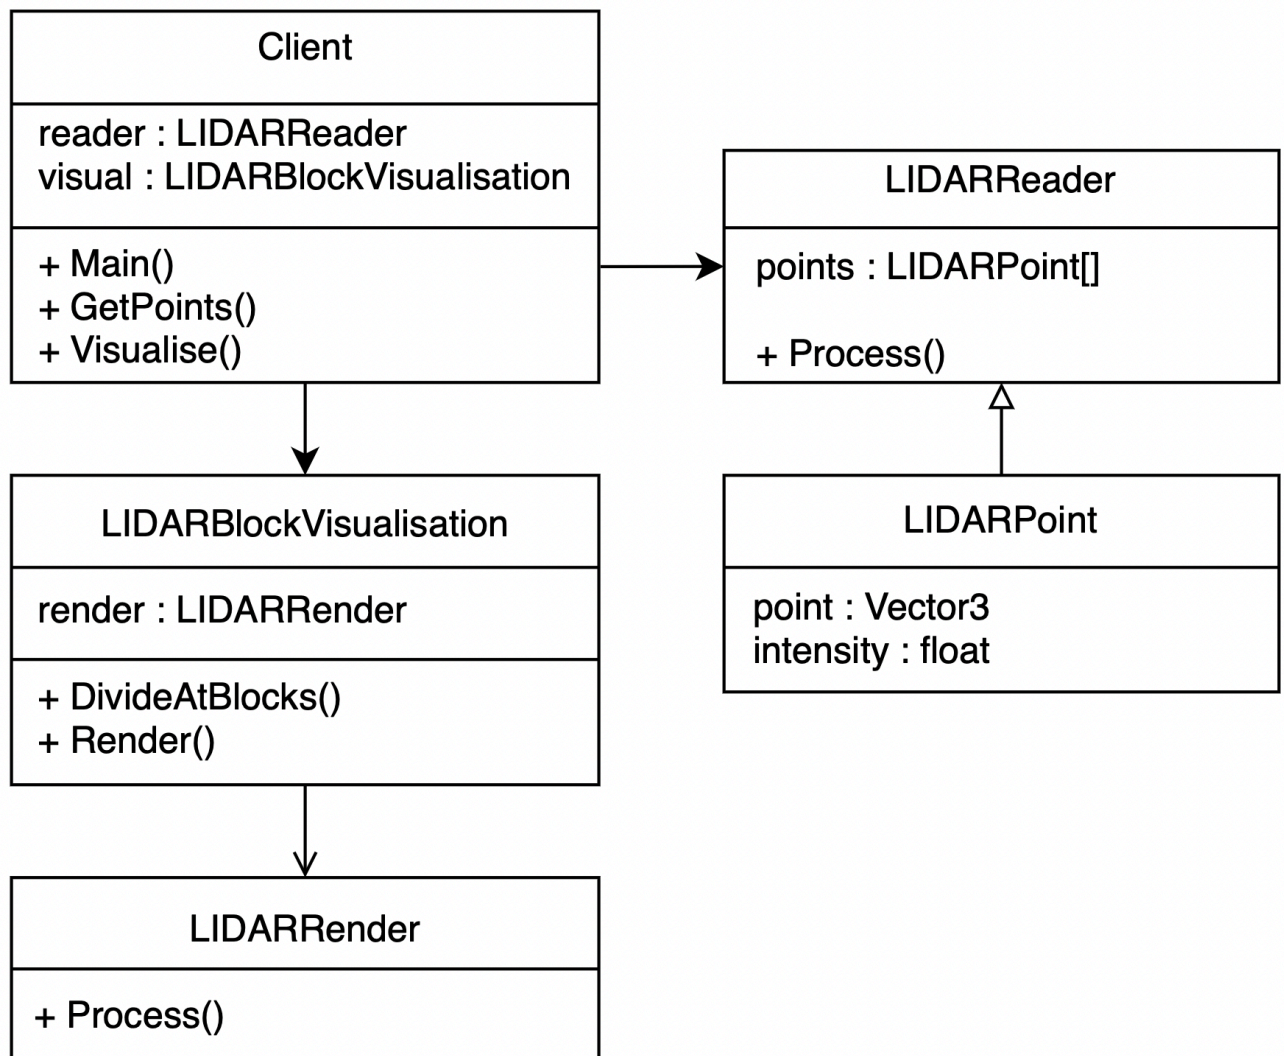 Client
reader : LIDARReader
visual : LIDARBlockVisualisation
+ Main()
+ GetPoints()
+ Visualise()
LIDARReader
points : LIDARPoint[]
+ Process()
LIDARBlockVisualisation
render : LIDARRender
+ DivideAtBlocks()
+ Render()
LIDARPoint
point : Vector3
intensity : float
LIDARRender
+ Process()